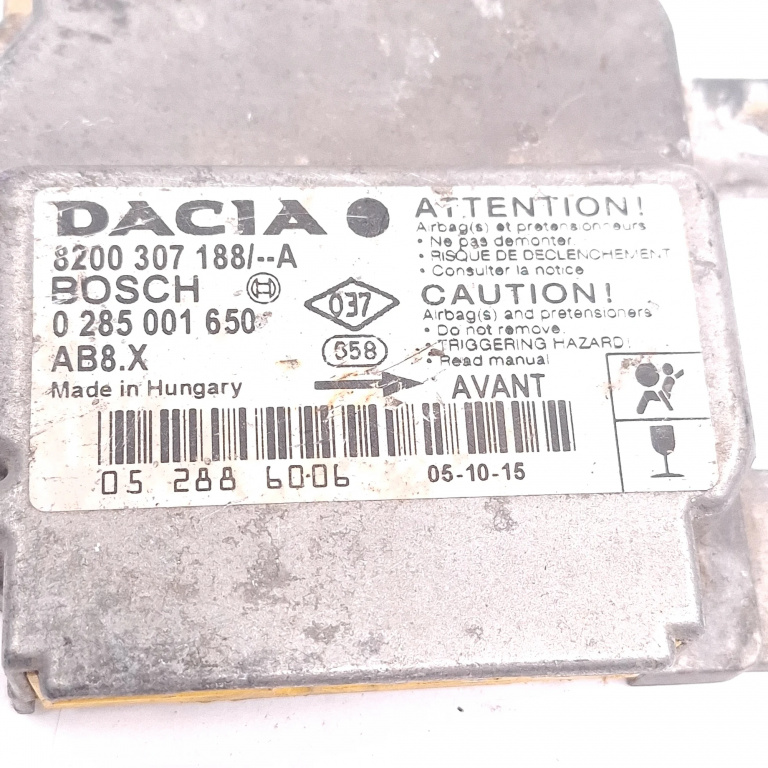 DACIA
8200 307 188/--A
BOSCH
0 285 001 650
AB8.X
Made in Hungary
037
558
AVANT
ATTENTION!
Airbag(s) et pretensionneurs
• Ne pas demonter.
• RISQUE DE DECLENCHEMENT
• Consulter la notice
CAUTION!
Airbag(s) and pretensioners
• Do not remove.
• TRIGGERING HAZARD!
• Read manual
05 288 6006
05-10-15